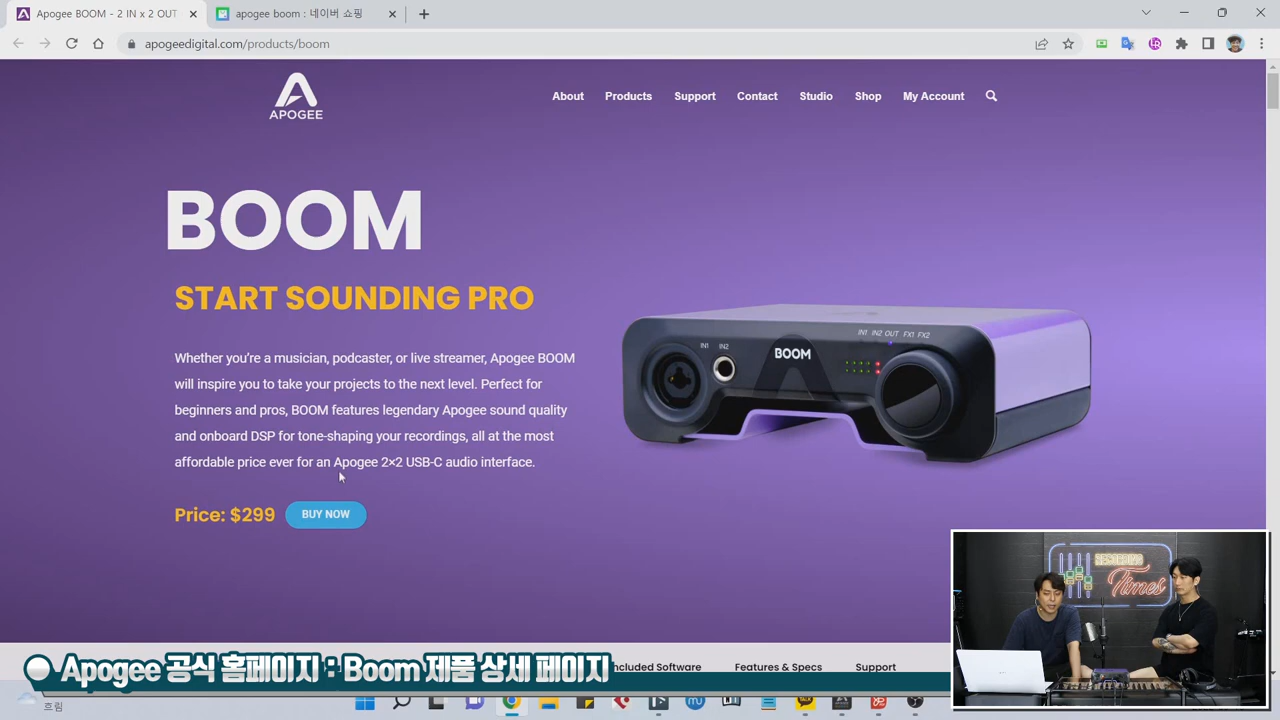 Apogee BOOM - 2 IN x 2 OUT
apogee boom : 네이버 쇼핑
apogeedigital.com/products/boom
APOGEE
About
Products
Support
Contact
Studio
Shop
My Account
BOOM
START SOUNDING PRO
Whether you're a musician, podcaster, or live streamer, Apogee BOOM
will inspire you to take your projects to the next level. Perfect for
beginners and pros, BOOM features legendary Apogee sound quality
and onboard DSP for tone-shaping your recordings, all at the most
affordable price ever for an Apogee 2×2 USB-C audio interface.
Price: $299
BUY NOW
IN1 IN2 OUT FX1 FX2
IN1 IN2
BOOM
RECORDING
Times
Apogee 공식 홈페이지 : Boom 제품 상세 페이지
Included Software
Features & Specs
Support
흐림